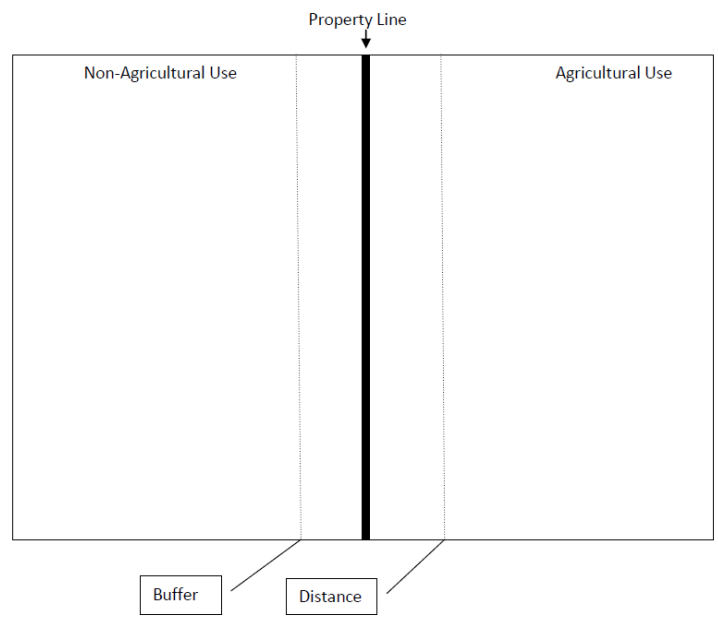 Property Line
Non-Agricultural Use
Agricultural Use
Buffer
Distance